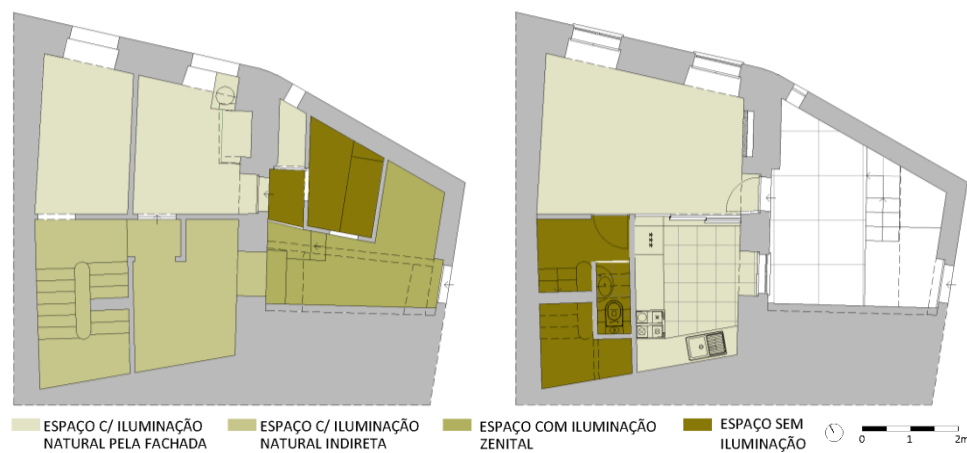 ESPAÇO C/ ILUMINAÇÃO
NATURAL PELA FACHADA
ESPAÇO C/ ILUMINAÇÃO
NATURAL INDIRETA
ESPAÇO COM ILUMINAÇÃO
ZENITAL
ESPAÇO SEM
ILUMINAÇÃO
0 1 2m